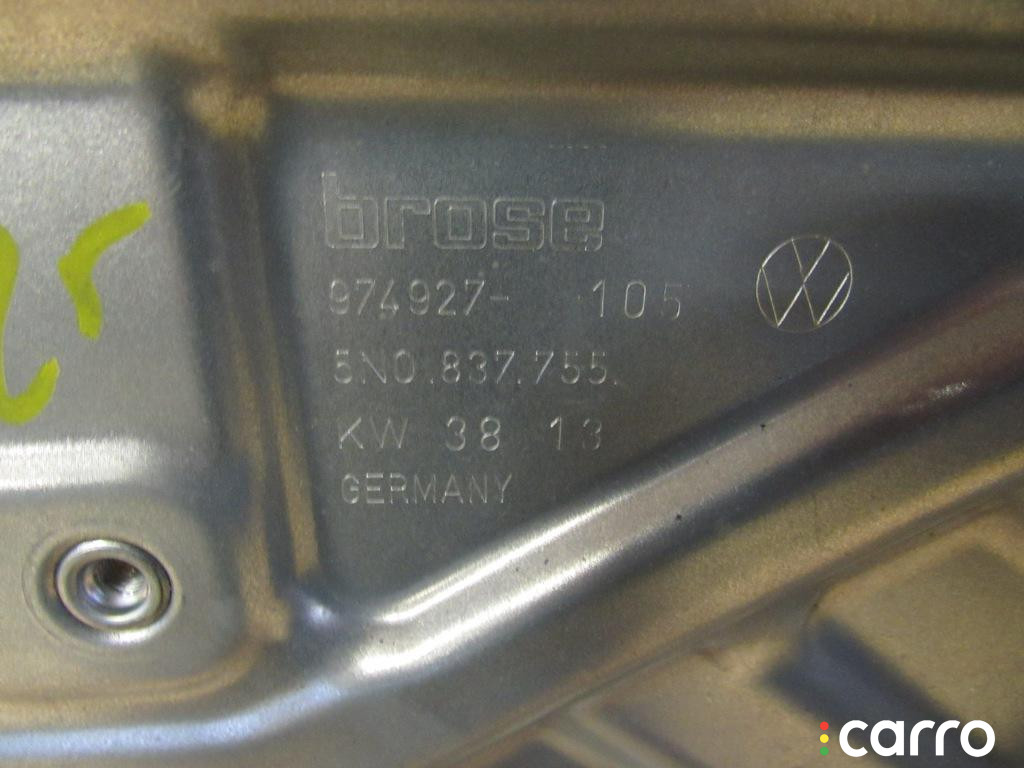 brose
974927- 105
5N0.837.755.
KW 38 13
GERMANY
carro